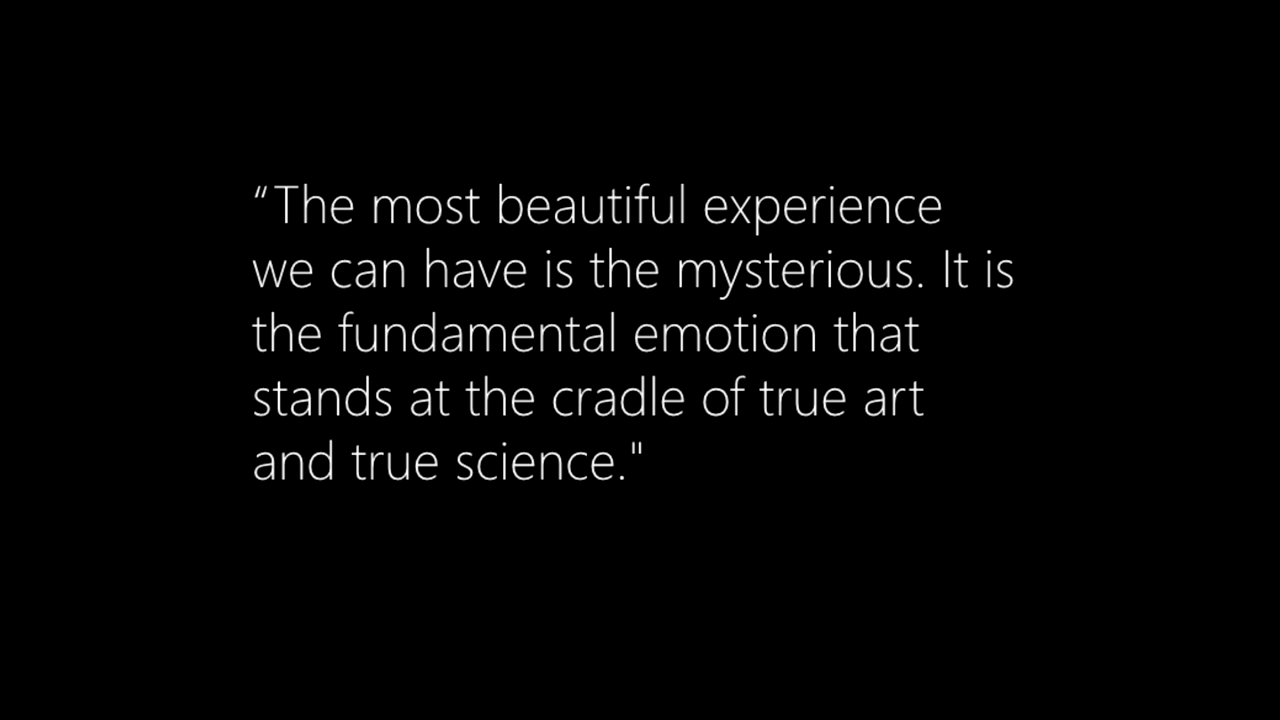 “The most beautiful experience
we can have is the mysterious. It is
the fundamental emotion that
stands at the cradle of true art
and true science."